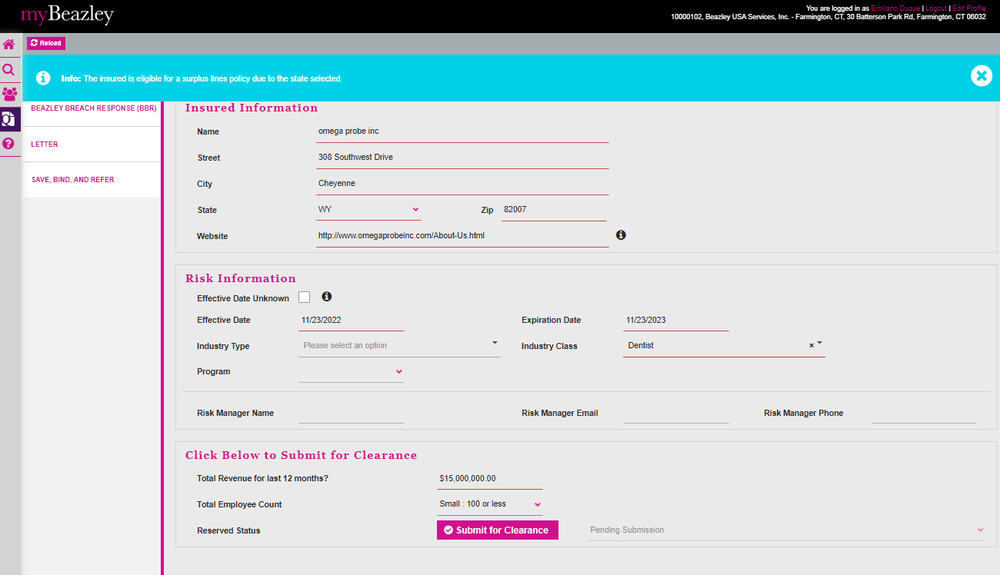 myBeazley
You are logged in as Emiliano Duque | Logout | Edit Profile
10000102, Beazley USA Services, Inc. - Farmington, CT, 30 Batterson Park Rd, Farmington, CT 06032
Reload
Info: The insured is eligible for a surplus lines policy due to the state selected.
BEAZLEY BREACH RESPONSE (BBR)
LETTER
SAVE, BIND, AND REFER
Insured Information
Name omega probe inc
Street 308 Southwest Drive
City Cheyenne
State WY Zip 82007
Website http://www.omegaprobeinc.com/About-Us.html
Risk Information
Effective Date Unknown
Effective Date 11/23/2022 Expiration Date 11/23/2023
Industry Type Please select an option Industry Class Dentist ×
Program
Risk Manager Name Risk Manager Email Risk Manager Phone
Click Below to Submit for Clearance
Total Revenue for last 12 months? $15,000,000.00
Total Employee Count Small : 100 or less
Reserved Status Submit for Clearance Pending Submission